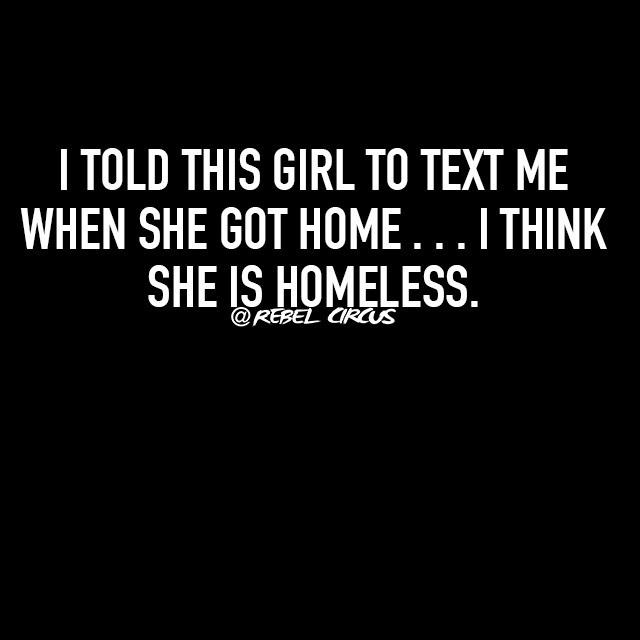 I TOLD THIS GIRL TO TEXT ME
WHEN SHE GOT HOME . . . I THINK
SHE IS HOMELESS.
@REBEL CIRCUS